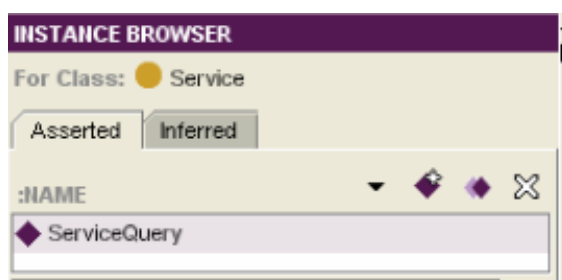 INSTANCE BROWSER
For Class: Service
Asserted Inferred
:NAME
ServiceQuery